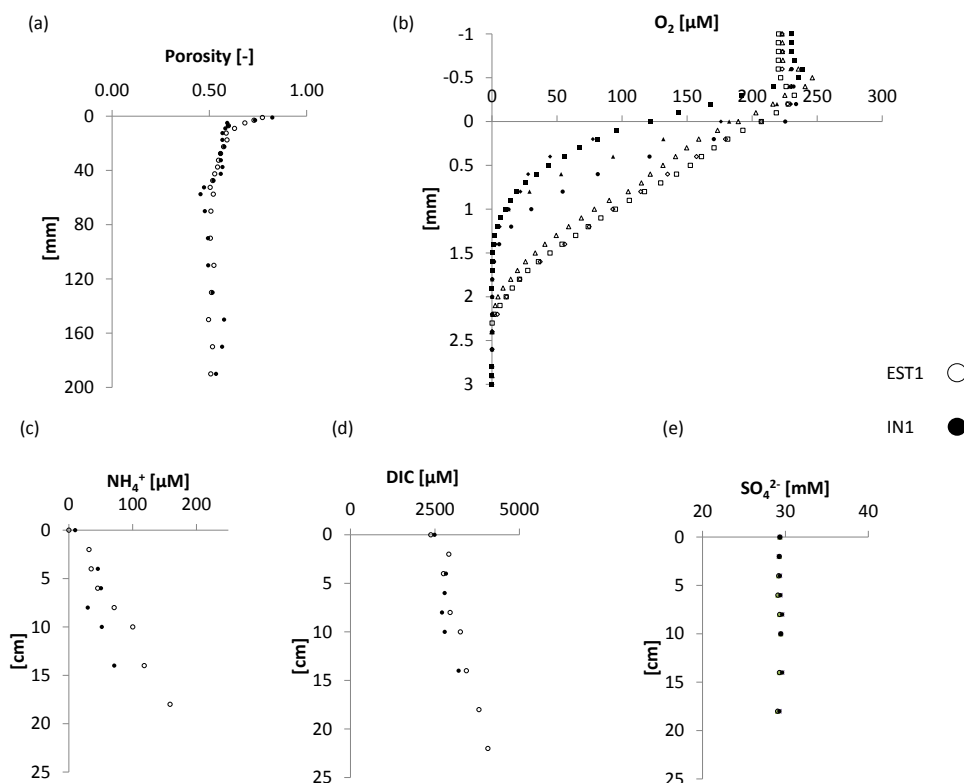 (a)
Porosity [-]
0.00 0.50 1.00
0
40
80
120
160
200
[mm]
(b)
O₂ [µM]
-1
-0.5
0 50 100 150 200 250 300
0
0.5
1
1.5
2
2.5
3
[mm]
EST1
IN1
(c)
NH₄⁺ [µM]
0 100 200
0
5
10
15
20
25
[cm]
(d)
DIC [µM]
0 2500 5000
0
5
10
15
20
25
[cm]
(e)
SO₄²⁻ [mM]
20 30 40
0
5
10
15
20
25
[cm]